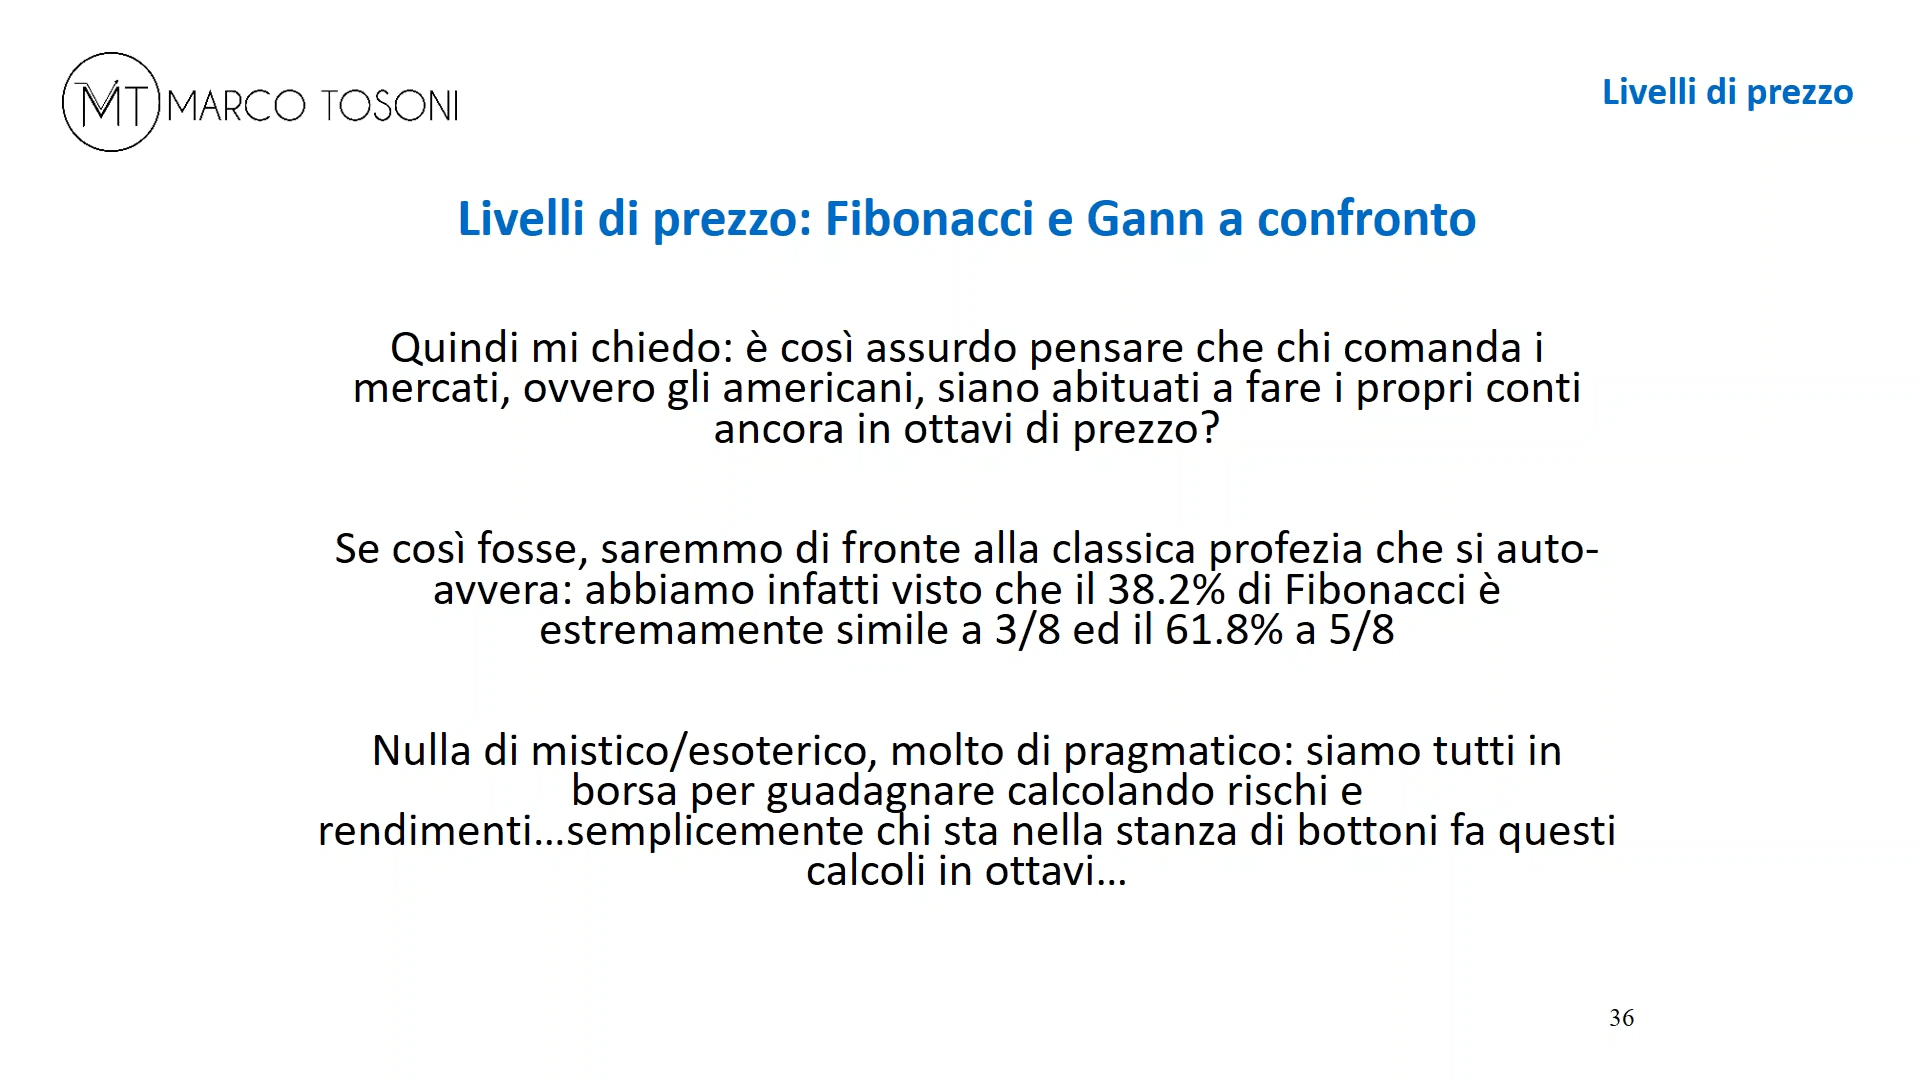 MT MARCO TOSONI
Livelli di prezzo
Livelli di prezzo: Fibonacci e Gann a confronto
Quindi mi chiedo: è così assurdo pensare che chi comanda i
mercati, ovvero gli americani, siano abituati a fare i propri conti
ancora in ottavi di prezzo?
Se così fosse, saremmo di fronte alla classica profezia che si auto-
avvera: abbiamo infatti visto che il 38.2% di Fibonacci è
estremamente simile a 3/8 ed il 61.8% a 5/8
Nulla di mistico/esoterico, molto di pragmatico: siamo tutti in
borsa per guadagnare calcolando rischi e
rendimenti…semplicemente chi sta nella stanza di bottoni fa questi
calcoli in ottavi…
36